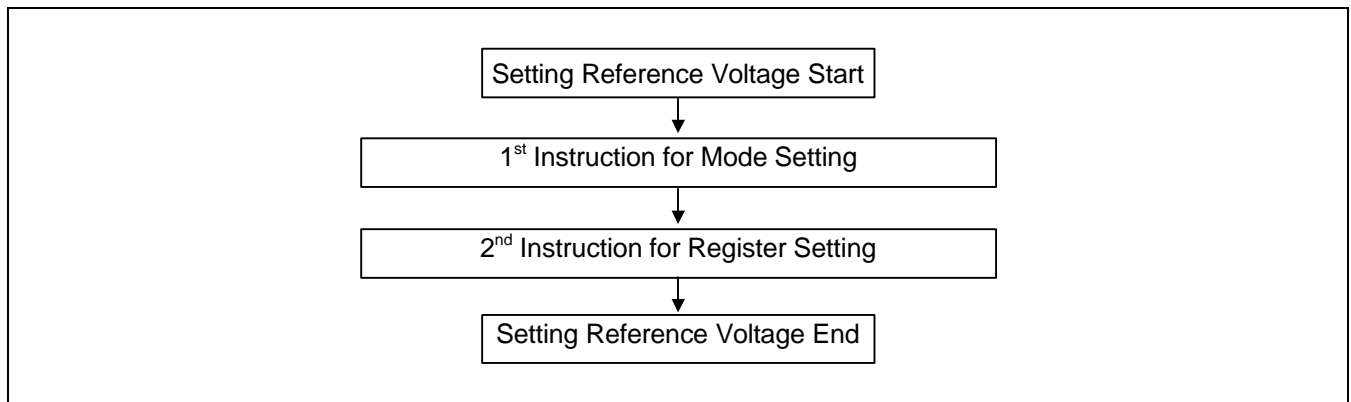 Setting Reference Voltage Start
1st Instruction for Mode Setting
2nd Instruction for Register Setting
Setting Reference Voltage End